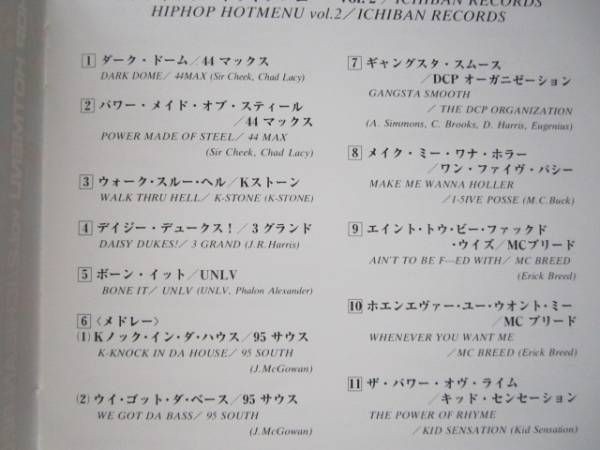 vol.2／ICHIBAN RECORDS
HIPHOP HOTMENU vol.2／ICHIBAN RECORDS
1 ダーク・ドーム/44マックス
DARK DOME/ 44MAX (Sir Cheek, Chad Lacy)
2 パワー・メイド・オブ・スティール
/44マックス
POWER MADE OF STEEL/ 44 MAX
(Sir Cheek, Chad Lacy)
3 ウォーク・スルー・ヘル/Kストーン
WALK THRU HELL/ K-STONE (K-STONE)
4 デイジー・デュークス！/3グランド
DAISY DUKES!/ 3 GRAND (J.R.Harris)
5 ボーン・イット/UNLV
BONE IT/ UNLV (UNLV, Phalon Alexander)
6 〈メドレー〉
(1) Kノック・イン・ダ・ハウス/95サウス
K-KNOCK IN DA HOUSE/ 95 SOUTH
(J.McGowan)
(2) ウイ・ゴット・ダ・ベース/95サウス
WE GOT DA BASS/ 95 SOUTH
(J.McGowan)
7 ギャングスタ・スムース
/DCP オーガニゼーション
GANGSTA SMOOTH
/ THE DCP ORGANIZATION
(A. Simmons, C. Brooks, D. Harris, Eugenius)
8 メイク・ミー・ワナ・ホラー
/ワン・ファイヴ・パシー
MAKE ME WANNA HOLLER
/ I-5IVE POSSE (M.C.Buck)
9 エイント・トウ・ビー・ファックド
・ウイズ/MCブリード
AIN'T TO BE F---ED WITH/ MC BREED
(Erick Breed)
10 ホエンエヴァー・ユー・ウオント・ミー
/MC ブリード
WHENEVER YOU WANT ME
/ MC BREED (Erick Breed)
11 ザ・パワー・オヴ・ライム
/キッド・センセーション
THE POWER OF RHYME
/ KID SENSATION (Kid Sensation)